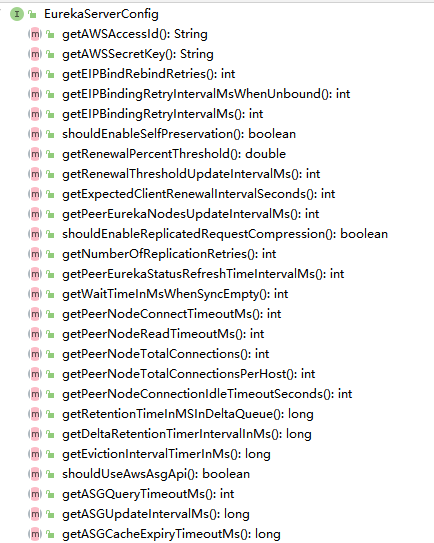 EurekaServerConfig
getAWSAccessId(): String
getAWSSecretKey(): String
getEIPBindRebindRetries(): int
getEIPBindingRetryIntervalMsWhenUnbound(): int
getEIPBindingRetryIntervalMs(): int
shouldEnableSelfPreservation(): boolean
getRenewalPercentThreshold(): double
getRenewalThresholdUpdateIntervalMs(): int
getExpectedClientRenewalIntervalSeconds(): int
getPeerEurekaNodesUpdateIntervalMs(): int
shouldEnableReplicatedRequestCompression(): boolean
getNumberOfReplicationRetries(): int
getPeerEurekaStatusRefreshTimeIntervalMs(): int
getWaitTimeInMsWhenSyncEmpty(): int
getPeerNodeConnectTimeoutMs(): int
getPeerNodeReadTimeoutMs(): int
getPeerNodeTotalConnections(): int
getPeerNodeTotalConnectionsPerHost(): int
getPeerNodeConnectionIdleTimeoutSeconds(): int
getRetentionTimeInMSInDeltaQueue(): long
getDeltaRetentionTimerIntervalInMs(): long
getEvictionIntervalTimerInMs(): long
shouldUseAwsAsgApi(): boolean
getASGQueryTimeoutMs(): int
getASGUpdateIntervalMs(): long
getASGCacheExpiryTimeoutMs(): long